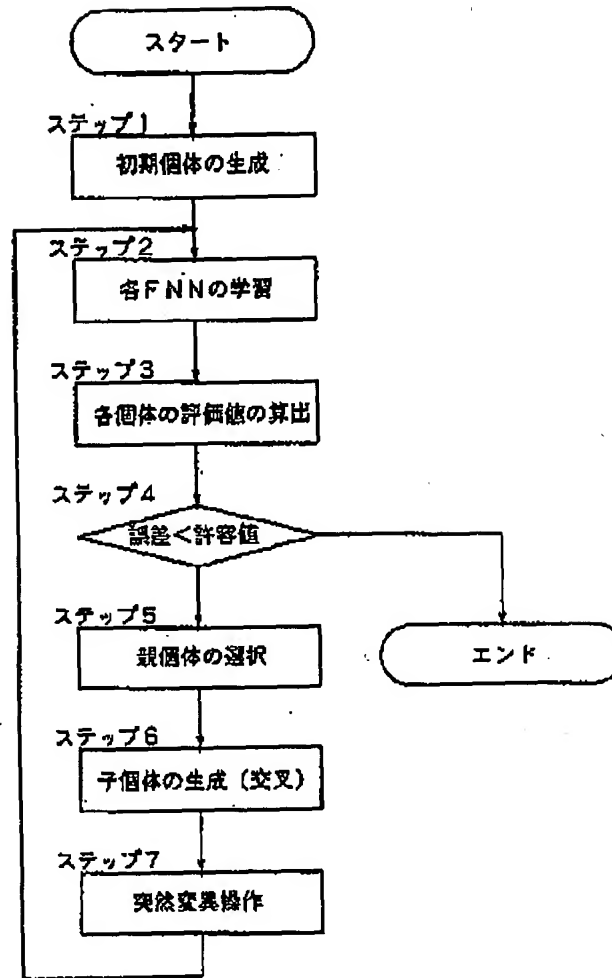 スタート
ステップ1
初期個体の生成
ステップ2
各FNNの学習
ステップ3
各個体の評価値の算出
ステップ4
誤差<許容値
ステップ5
親個体の選択
エンド
ステップ6
子個体の生成(交叉)
ステップ7
突然変異操作